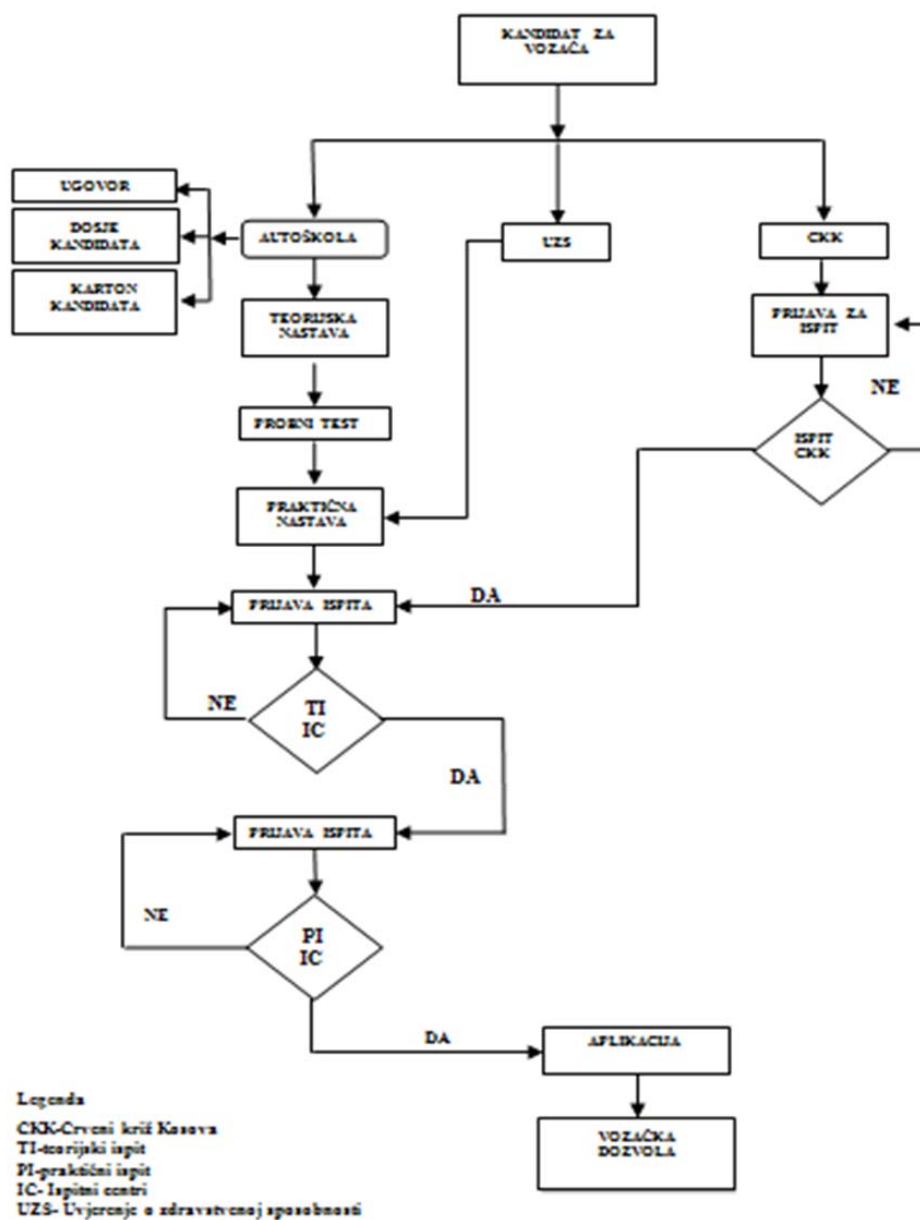 KANDIDAT ZA
VOZAČA
UGOVOR
DOSJE
KANDIDATA
KARTON
KANDIDATA
AUTOŠKOLA
UZS
CKK
TEORIJSKA
NASTAVA
PRIJAVA ZA
ISPIT
NE
PROBNI TEST
ISPIT
CKK
PRAKTIČNA
NASTAVA
PRIJAVA ISPITA
DA
NE
TI
IC
DA
PRIJAVA ISPITA
NE
PI
IC
DA
APLIKACIJA
VOZAČKA
DOZVOLA
Legenda
CKK-Crveni križ Kosova
TI-teorijski ispit
PI-praktični ispit
IC- Ispitni centri
UZS- Uvjerenje o zdravstvenoj sposobnosti